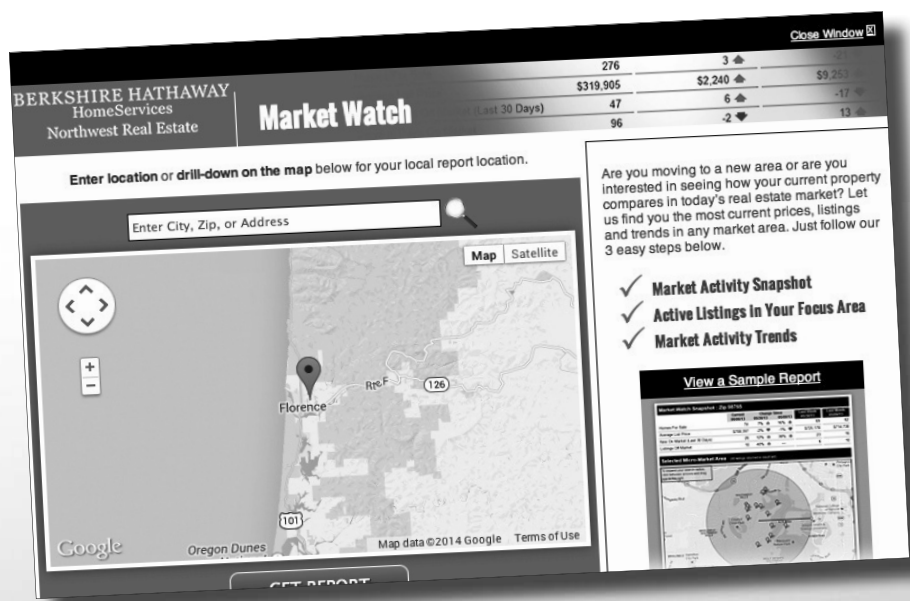 Close Window
BERKSHIRE HATHAWAY
HomeServices
Northwest Real Estate
Market Watch
276 3
$319,905 $2,240 $9,253
(Last 30 Days) 47 6 -17
96 -2 13
Enter location or drill-down on the map below for your local report location.
Enter City, Zip, or Address
Map Satellite
+
−
Florence
Rte F
126
101
Oregon Dunes
Google
Map data ©2014 Google Terms of Use
GET REPORT
Are you moving to a new area or are you
interested in seeing how your current property
compares in today's real estate market? Let
us find you the most current prices, listings
and trends in any market area. Just follow our
3 easy steps below.
Market Activity Snapshot
Active Listings in Your Focus Area
Market Activity Trends
View a Sample Report